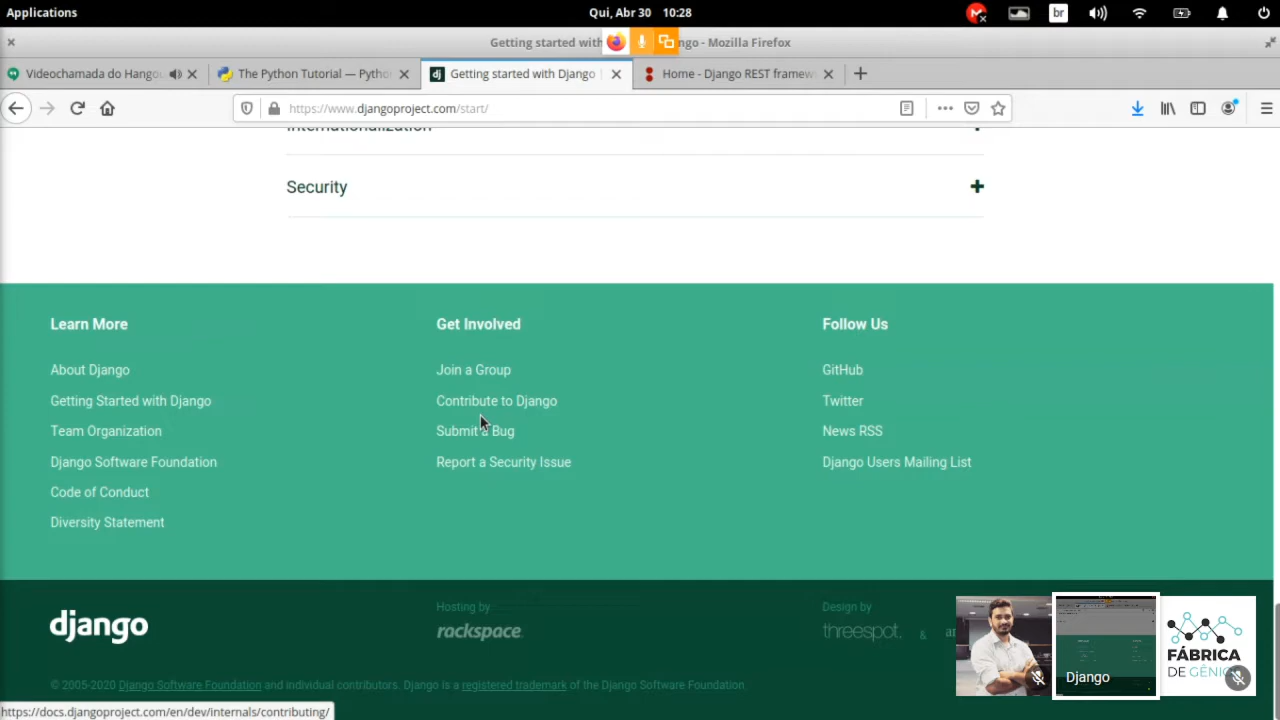 Applications
Qui, Abr 30 10:28
br
Getting started with
ngo - Mozilla Firefox
Videochamada do Hangou
The Python Tutorial — Pytho
Getting started with Django
Home - Django REST framew
https://www.djangoproject.com/start/
Internationalization
Security
Learn More
Get Involved
Follow Us
About Django
Join a Group
GitHub
Getting Started with Django
Contribute to Django
Twitter
Team Organization
Submit a Bug
News RSS
Django Software Foundation
Report a Security Issue
Django Users Mailing List
Code of Conduct
Diversity Statement
django
Hosting by
rackspace.
Design by
threespot. &
© 2005-2020 Django Software Foundation and individual contributors. Django is a registered trademark of the Django Software Foundation.
Django
FÁBRICA
DE GÊNIO
https://docs.djangoproject.com/en/dev/internals/contributing/